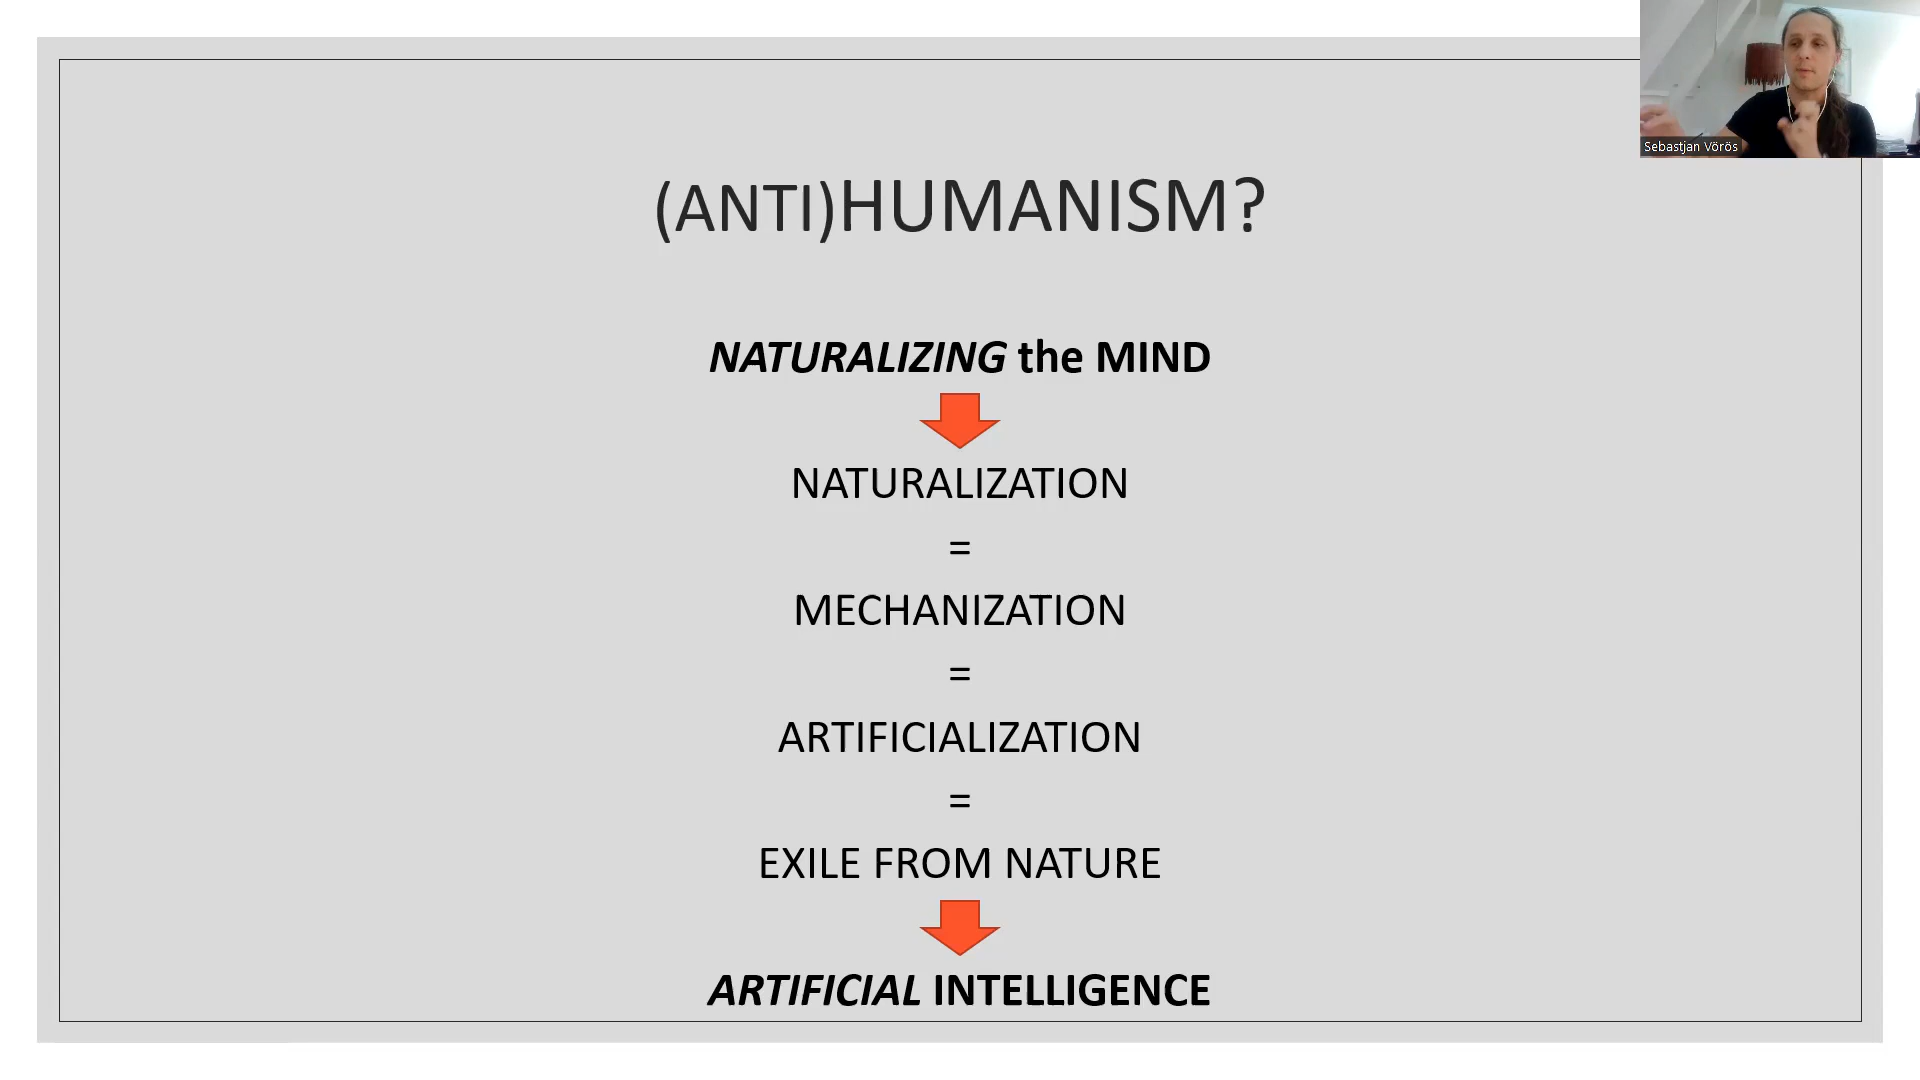 Sebastjan Vörös
(ANTI)HUMANISM?
NATURALIZING the MIND
NATURALIZATION
=
MECHANIZATION
=
ARTIFICIALIZATION
=
EXILE FROM NATURE
ARTIFICIAL INTELLIGENCE